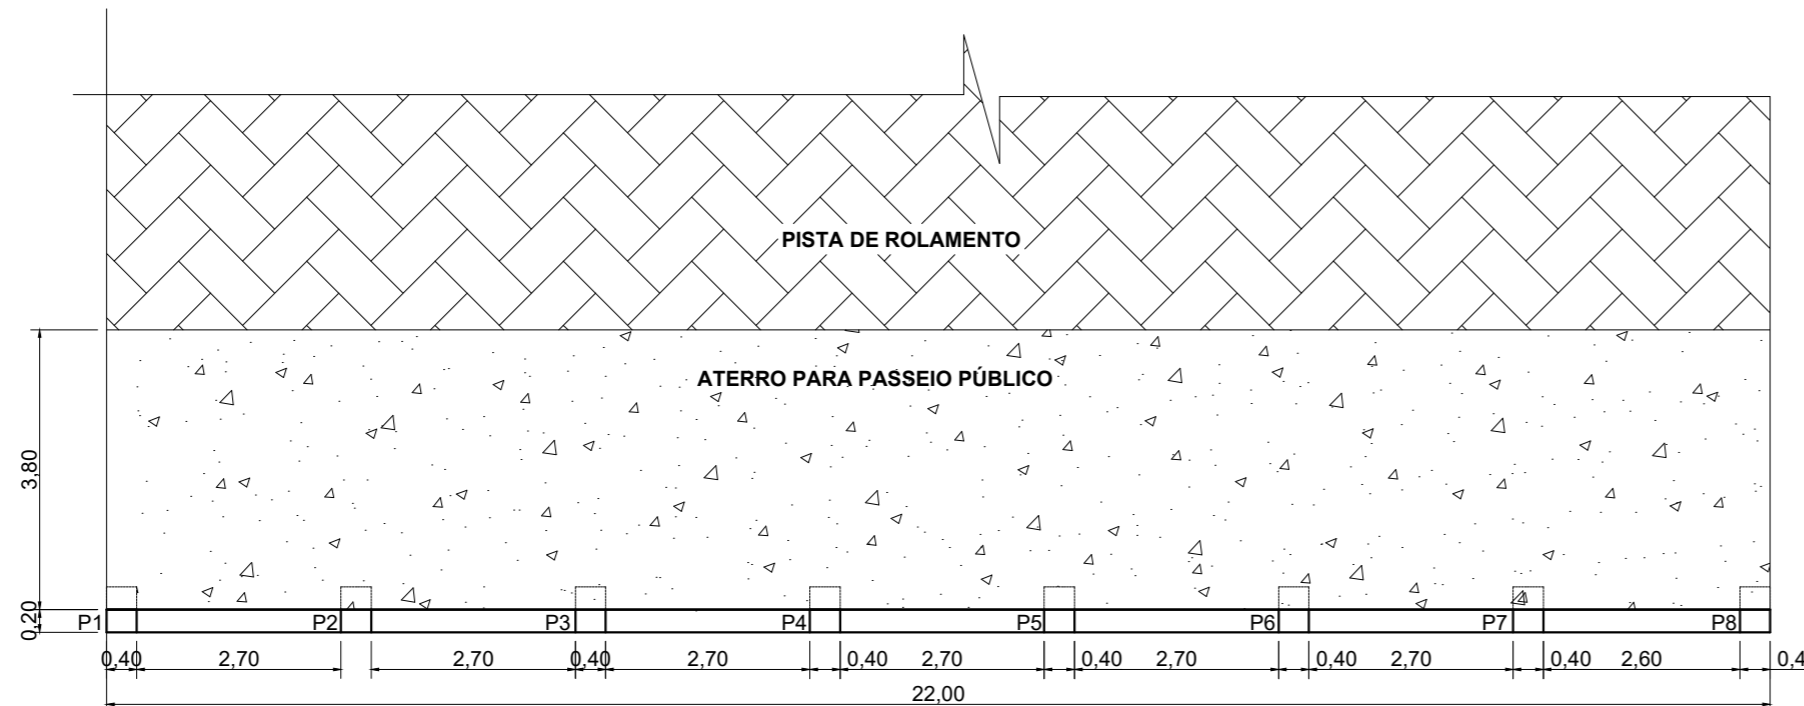 PISTA DE ROLAMENTO
ATERRO PARA PASSEIO PÚBLICO
3,80
0,20
P1 P2 P3 P4 P5 P6 P7 P8
0,40 2,70 2,70 0,40 2,70 0,40 2,70 0,40 2,70 0,40 2,70 0,40 2,60 0,4
22,00